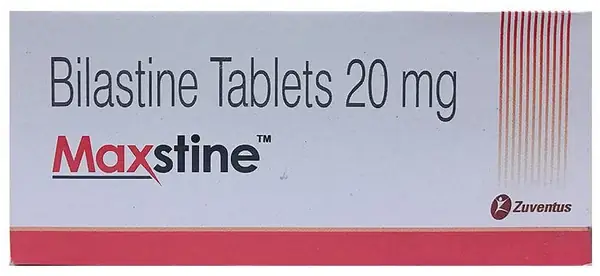 Bilastine Tablets 20 mg
Maxstine™
Zuventus